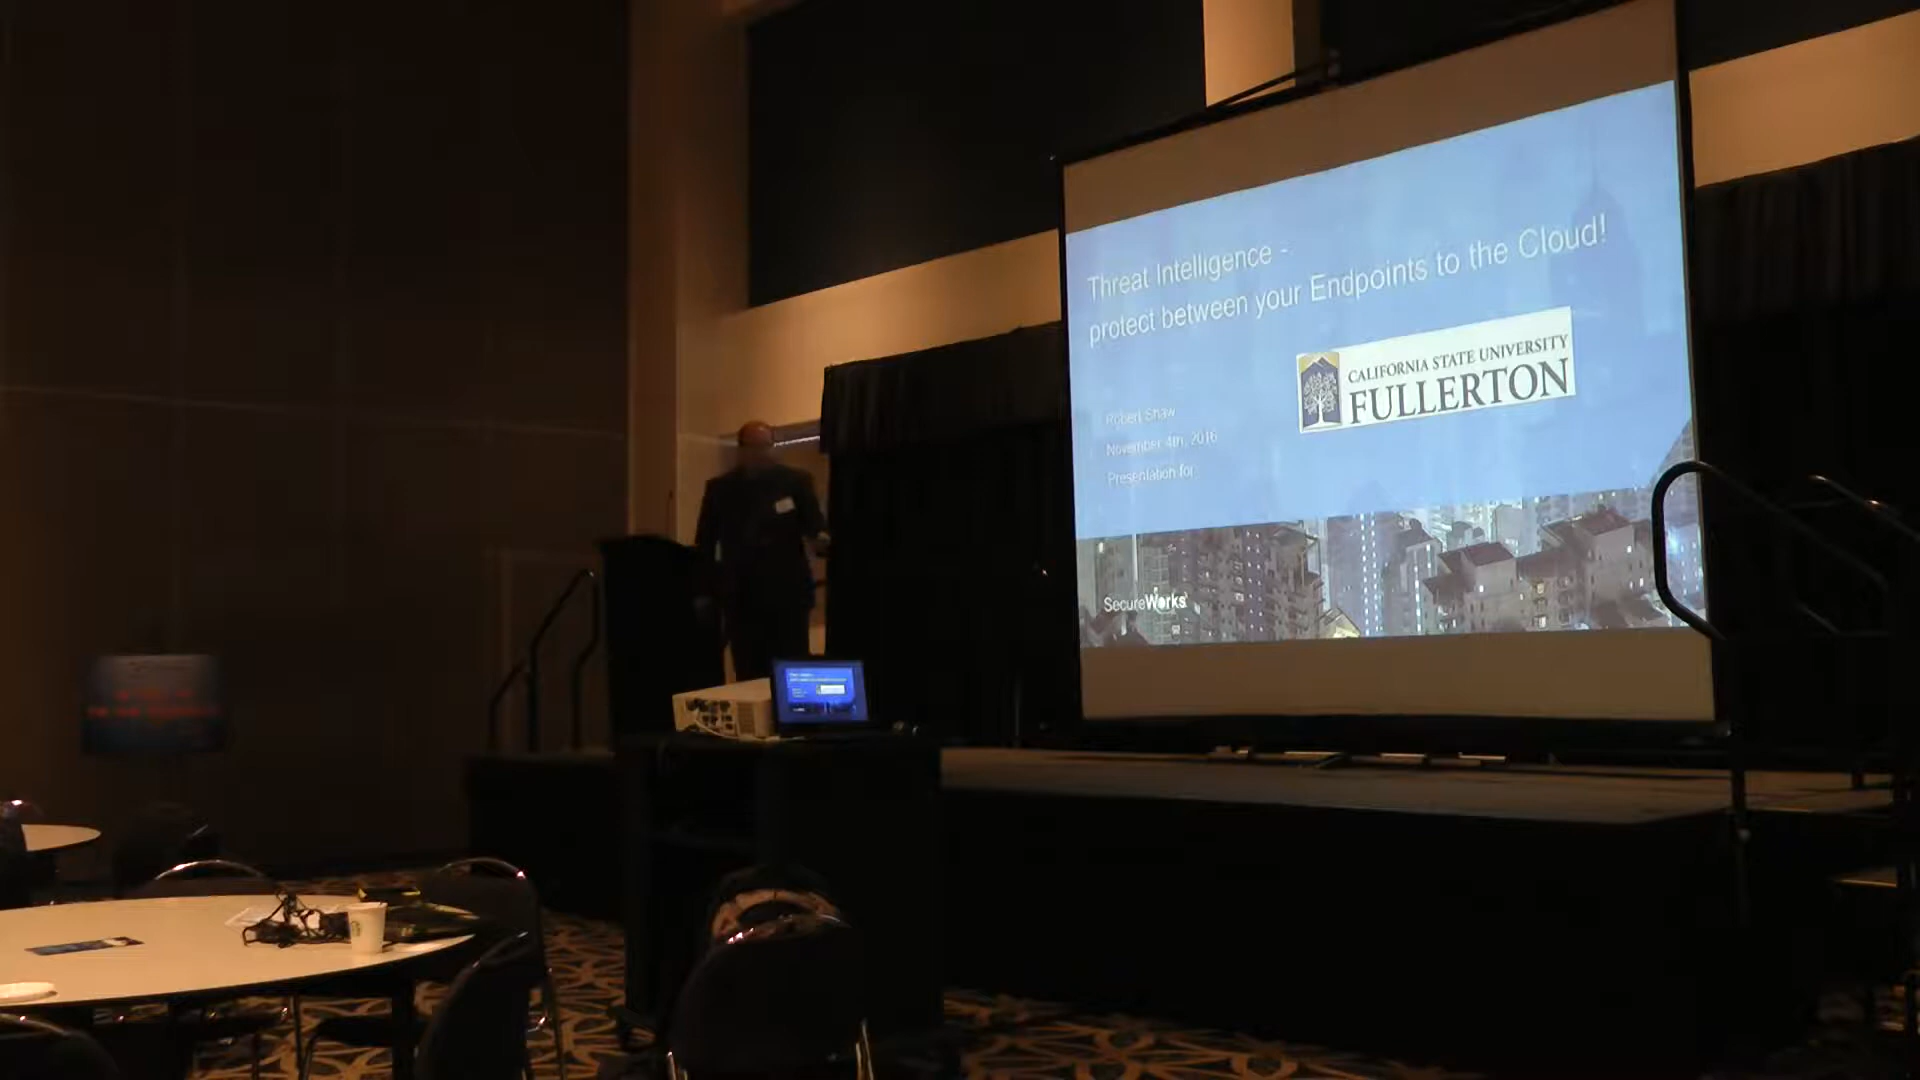 Threat Intelligence -
protect between your Endpoints to the Cloud!
CALIFORNIA STATE UNIVERSITY
FULLERTON
Robert Shaw
November 4th, 2016
Presentation for
SecureWorks